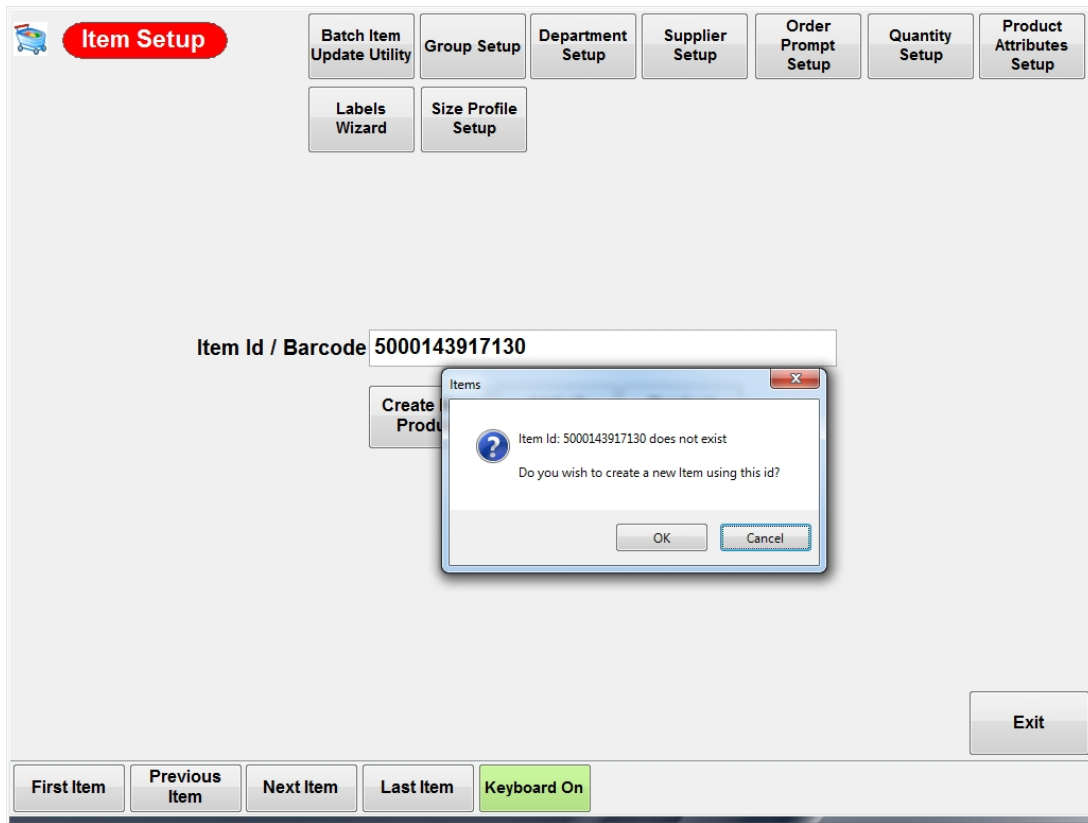 Item Setup
Batch Item
Update Utility
Group Setup
Department
Setup
Supplier
Setup
Order
Prompt
Setup
Quantity
Setup
Product
Attributes
Setup
Labels
Wizard
Size Profile
Setup
Item Id / Barcode 5000143917130
Items
Create
Item Id: 5000143917130 does not exist
Do you wish to create a new Item using this id?
OK
Cancel
Exit
First Item
Previous
Item
Next Item
Last Item
Keyboard On